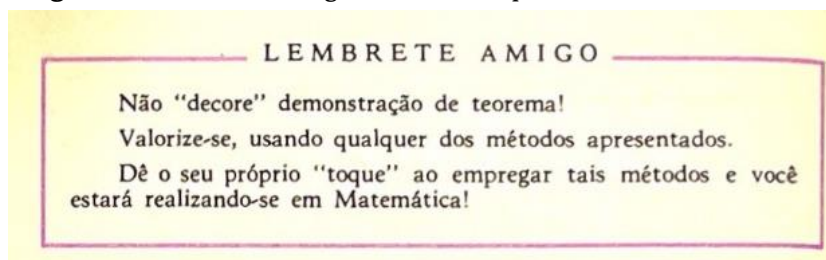 LEMBRETE AMIGO
Não “decore” demonstração de teorema!
Valorize-se, usando qualquer dos métodos apresentados.
Dê o seu próprio “toque” ao empregar tais métodos e você
estará realizando-se em Matemática!